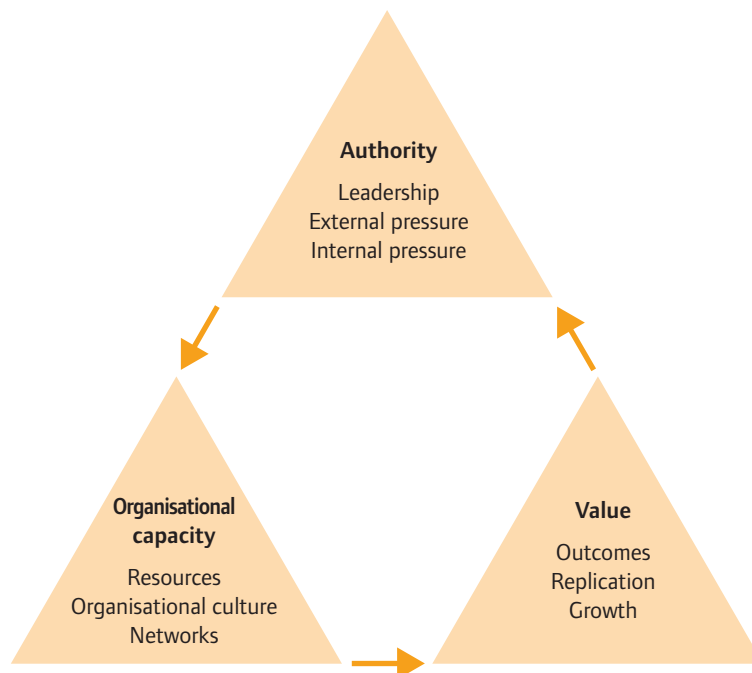 Authority
Leadership
External pressure
Internal pressure
Organisational
capacity
Resources
Organisational culture
Networks
Value
Outcomes
Replication
Growth